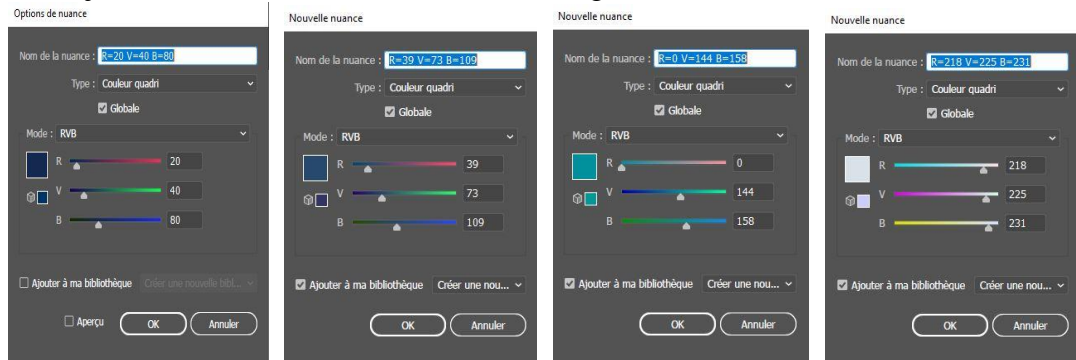 Options de nuance
Nom de la nuance : R=20 V=40 B=80
Type : Couleur quadri
Globale
Mode : RVB
R 20
V 40
B 80
Ajouter à ma bibliothèque Créer une nouvelle bibl...
Aperçu OK Annuler
Nouvelle nuance
Nom de la nuance : R=39 V=73 B=109
Type : Couleur quadri
Globale
Mode : RVB
R 39
V 73
B 109
Ajouter à ma bibliothèque Créer une nou...
OK Annuler
Nouvelle nuance
Nom de la nuance : R=0 V=144 B=158
Type : Couleur quadri
Globale
Mode : RVB
R 0
V 144
B 158
Ajouter à ma bibliothèque Créer une nou...
OK Annuler
Nouvelle nuance
Nom de la nuance : R=218 V=225 B=231
Type : Couleur quadri
Globale
Mode : RVB
R 218
V 225
B 231
Ajouter à ma bibliothèque Créer une nou...
OK Annuler